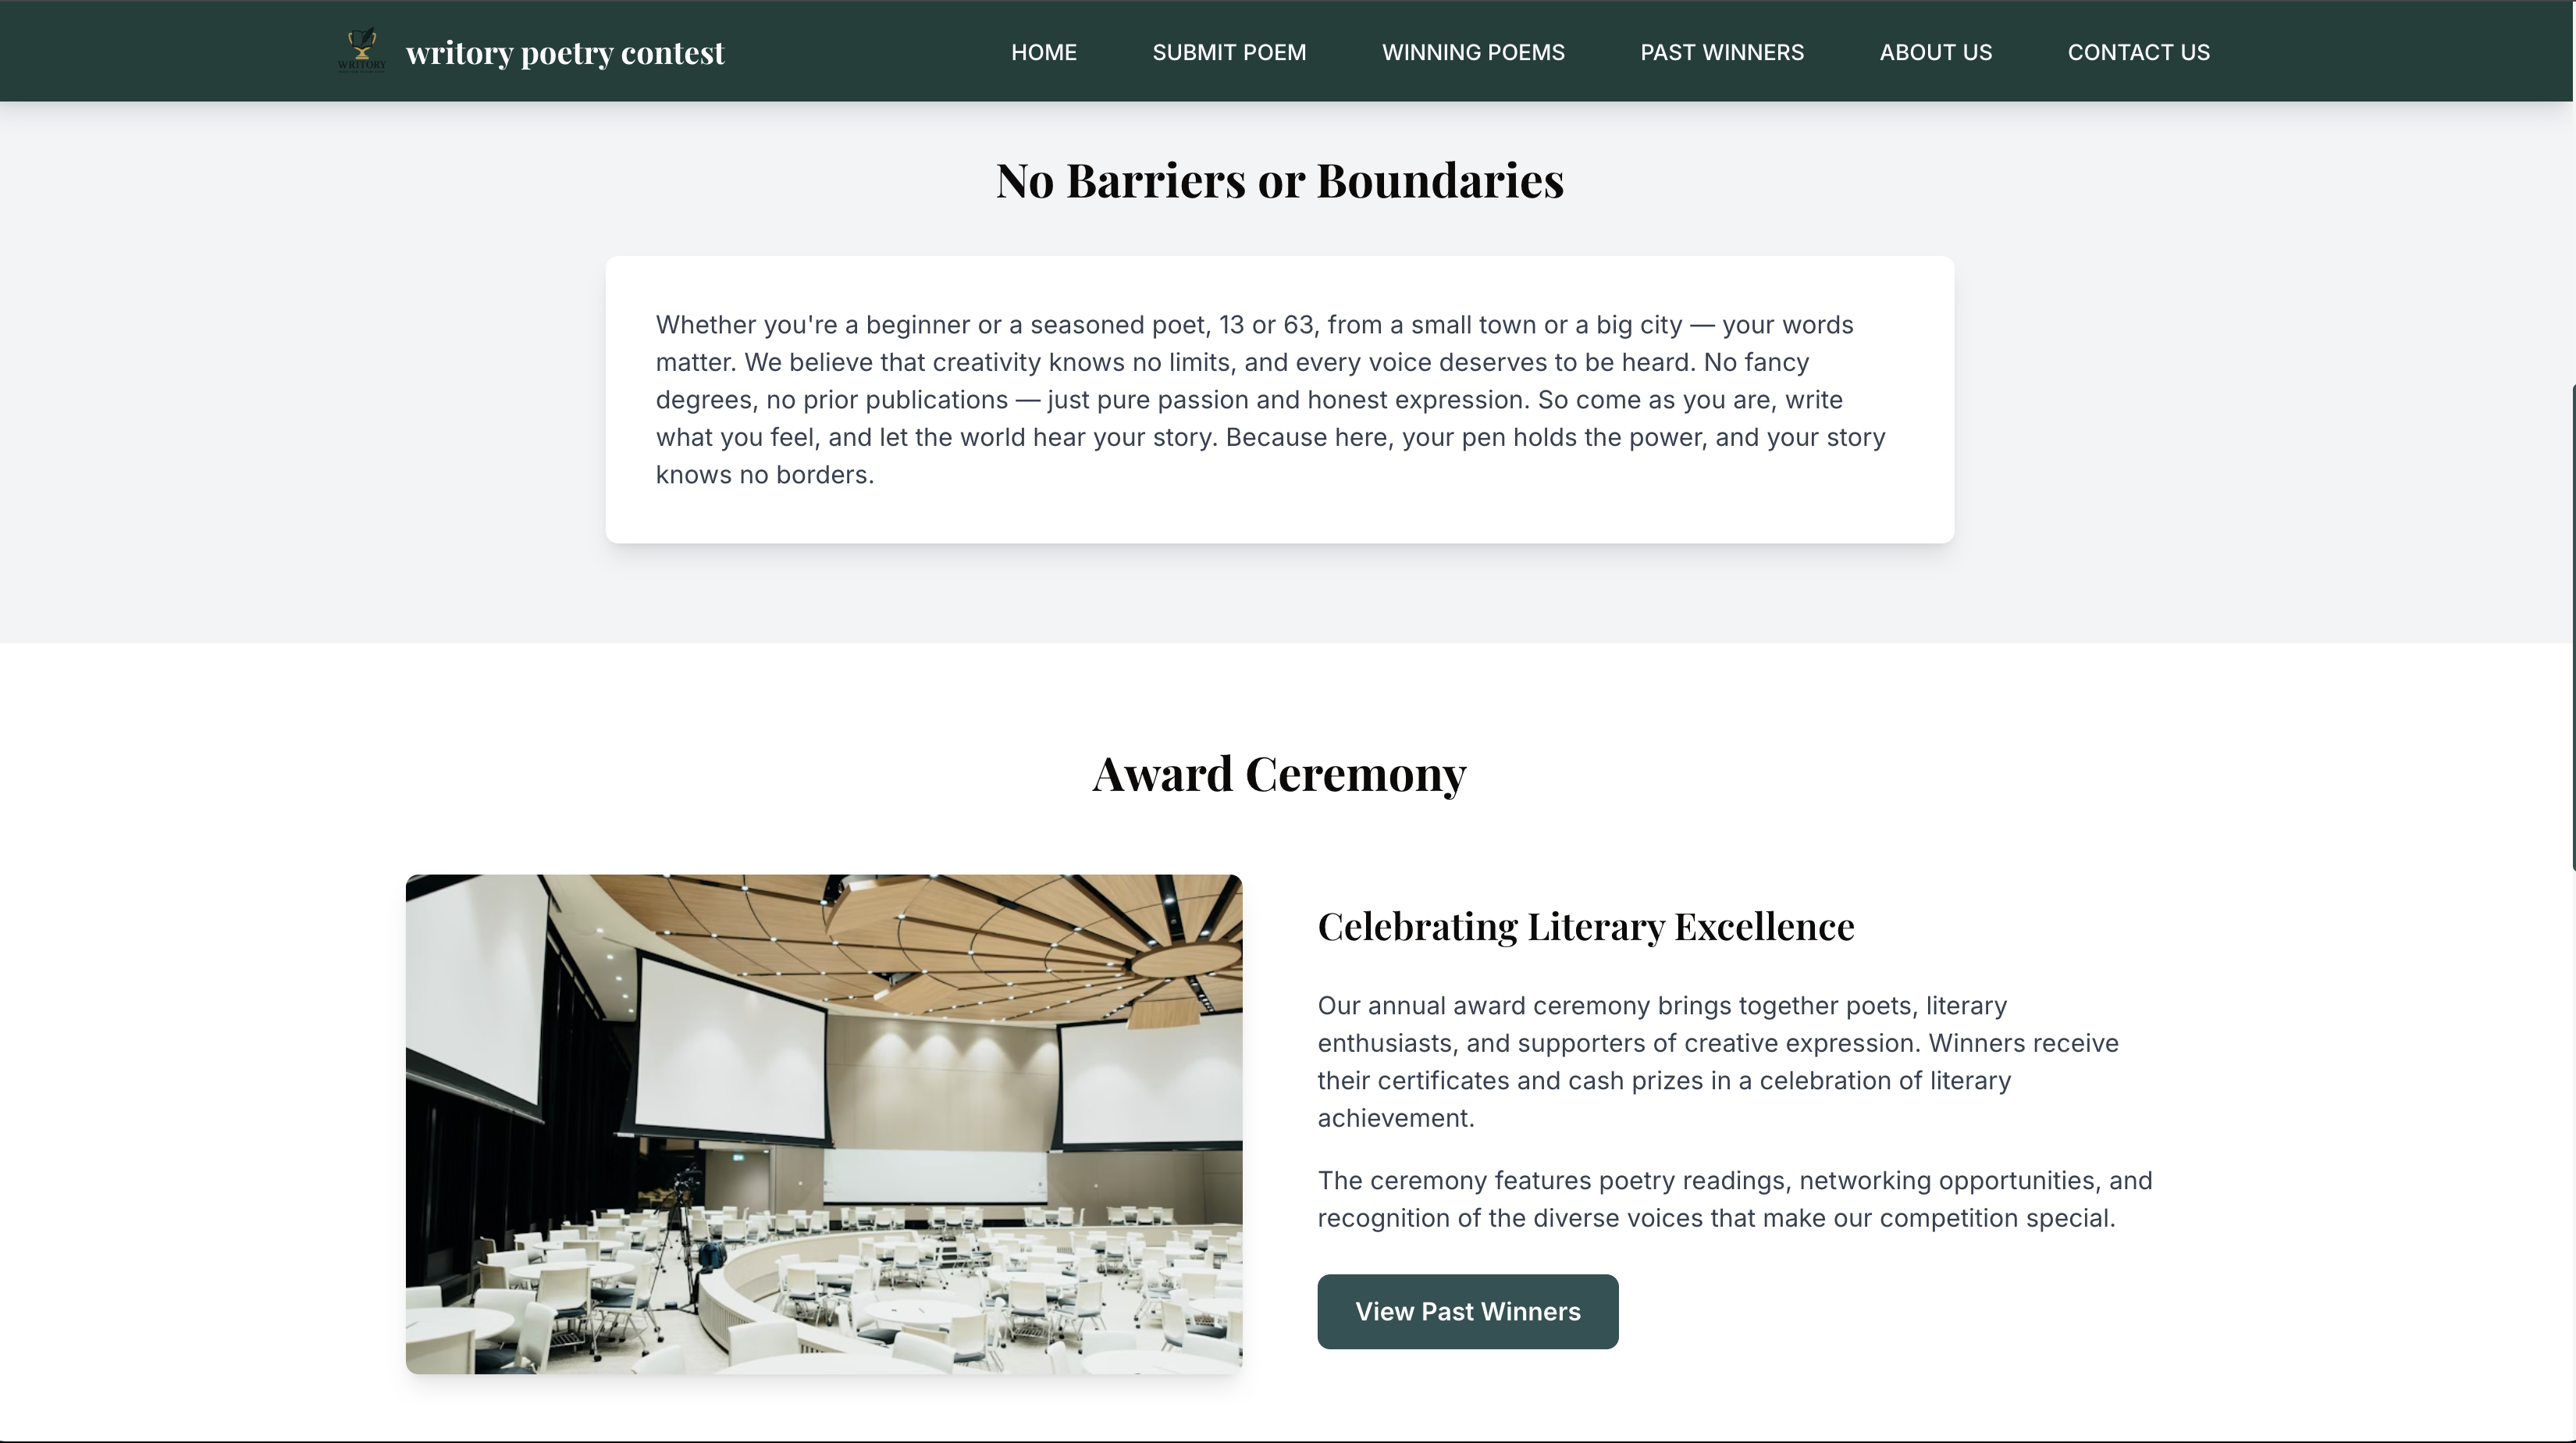 WRITORY
writory poetry contest
HOME
SUBMIT POEM
WINNING POEMS
PAST WINNERS
ABOUT US
CONTACT US
No Barriers or Boundaries
Whether you're a beginner or a seasoned poet, 13 or 63, from a small town or a big city — your words
matter. We believe that creativity knows no limits, and every voice deserves to be heard. No fancy
degrees, no prior publications — just pure passion and honest expression. So come as you are, write
what you feel, and let the world hear your story. Because here, your pen holds the power, and your story
knows no borders.
Award Ceremony
Celebrating Literary Excellence
Our annual award ceremony brings together poets, literary
enthusiasts, and supporters of creative expression. Winners receive
their certificates and cash prizes in a celebration of literary
achievement.
The ceremony features poetry readings, networking opportunities, and
recognition of the diverse voices that make our competition special.
View Past Winners